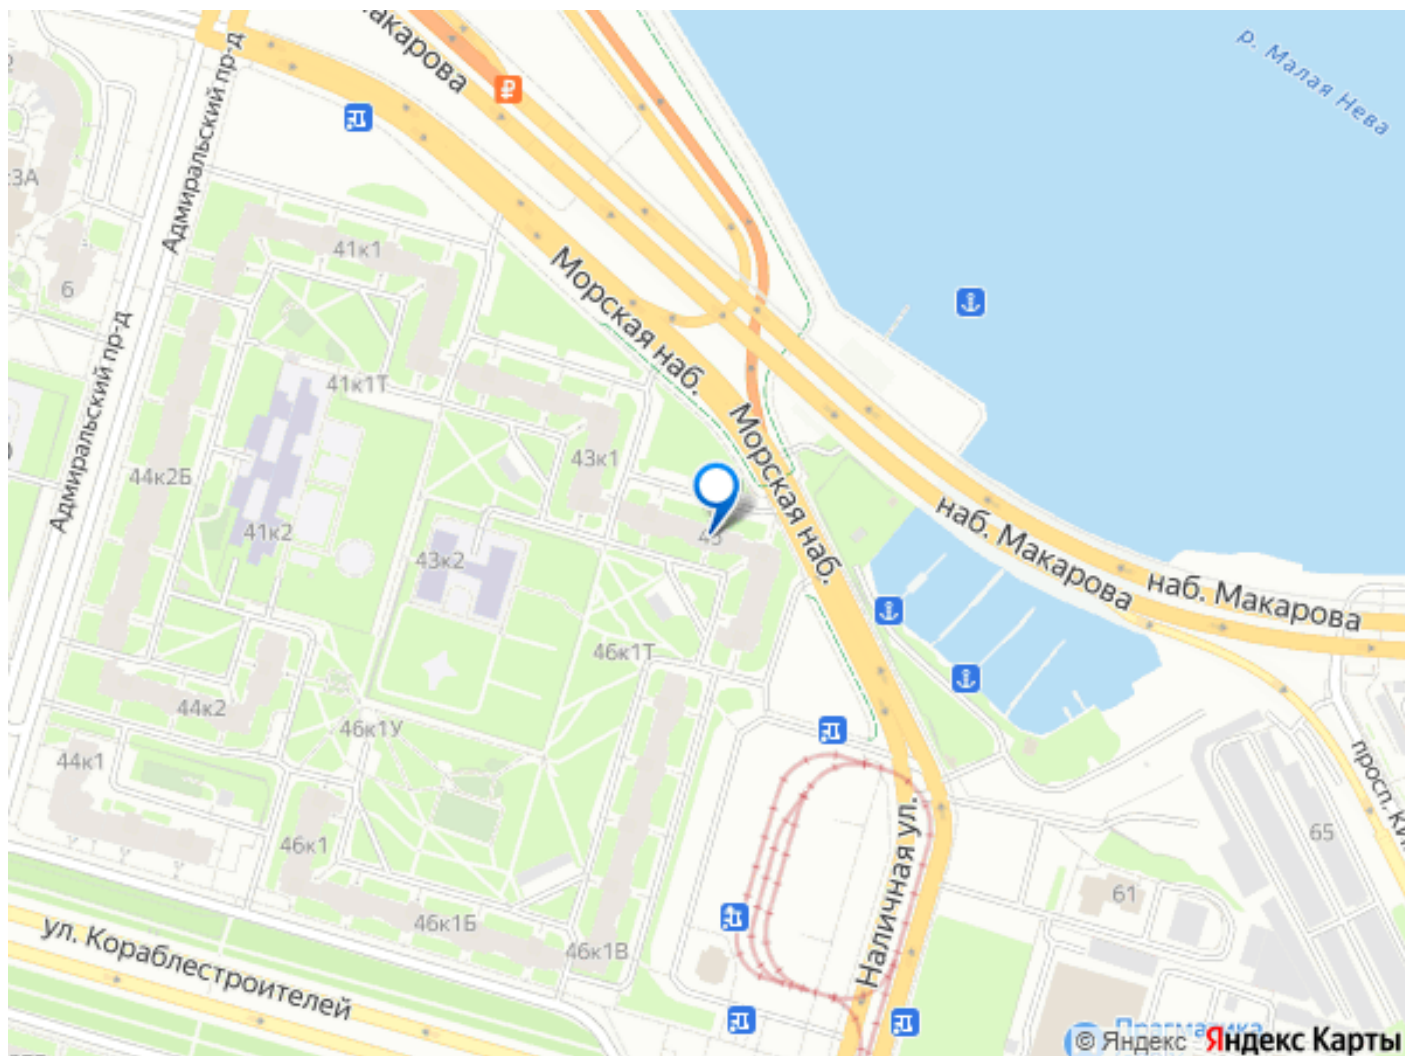 Макарова
р. Малая Нева
Адмиральский пр-д
3А
41к1
6
Морская наб.
Адмиральский пр-д
41к1Т
Морская наб.
43к1
44к2Б
наб. Макарова
41к2
43к2
наб. Макарова
46к1Т
44к2
46к1У
44к1
просп. Ки
65
46к1
Наличная ул.
61
46к1Б
ул. Кораблестроителей
46к1В
Прагматика
© Яндекс Яндекс Карты